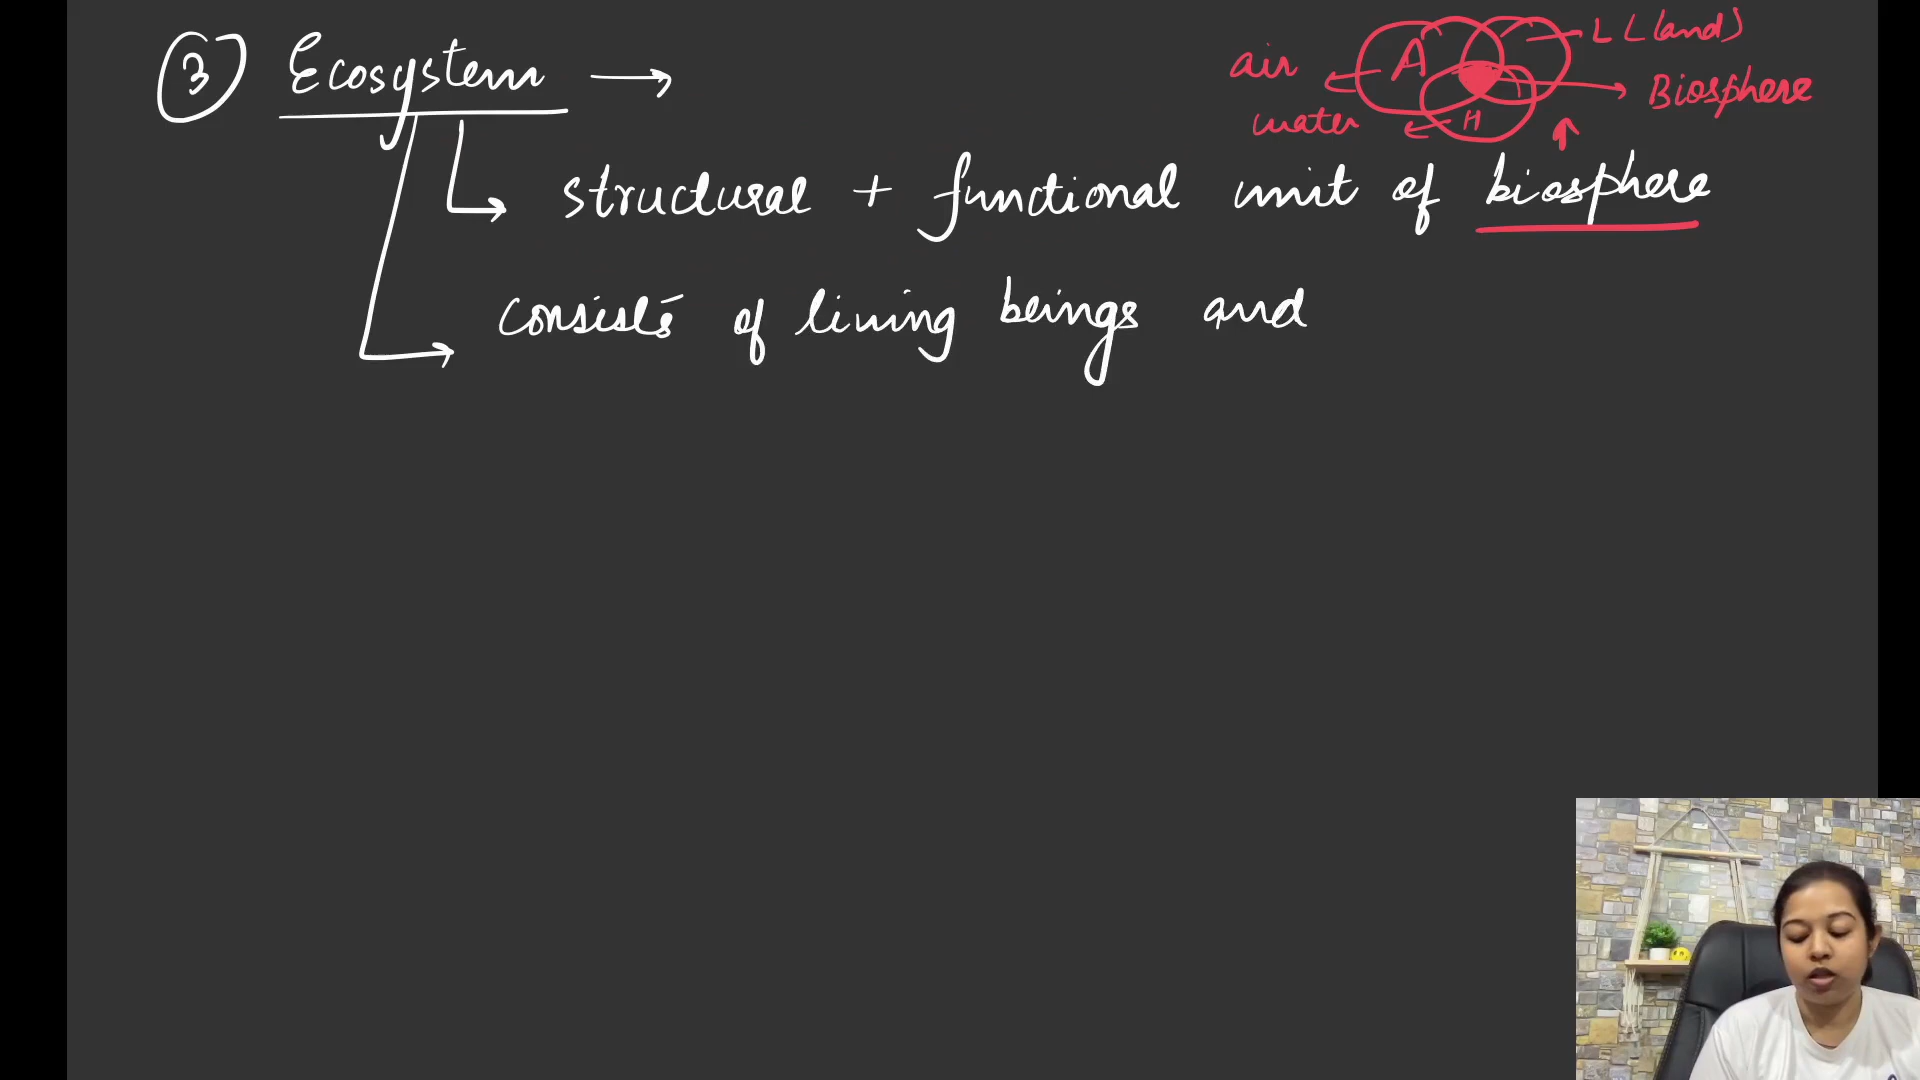 ③ Ecosystem →
air A L (land)
Biosphere
water H
structural + functional unit of biosphere
consists of living beings and